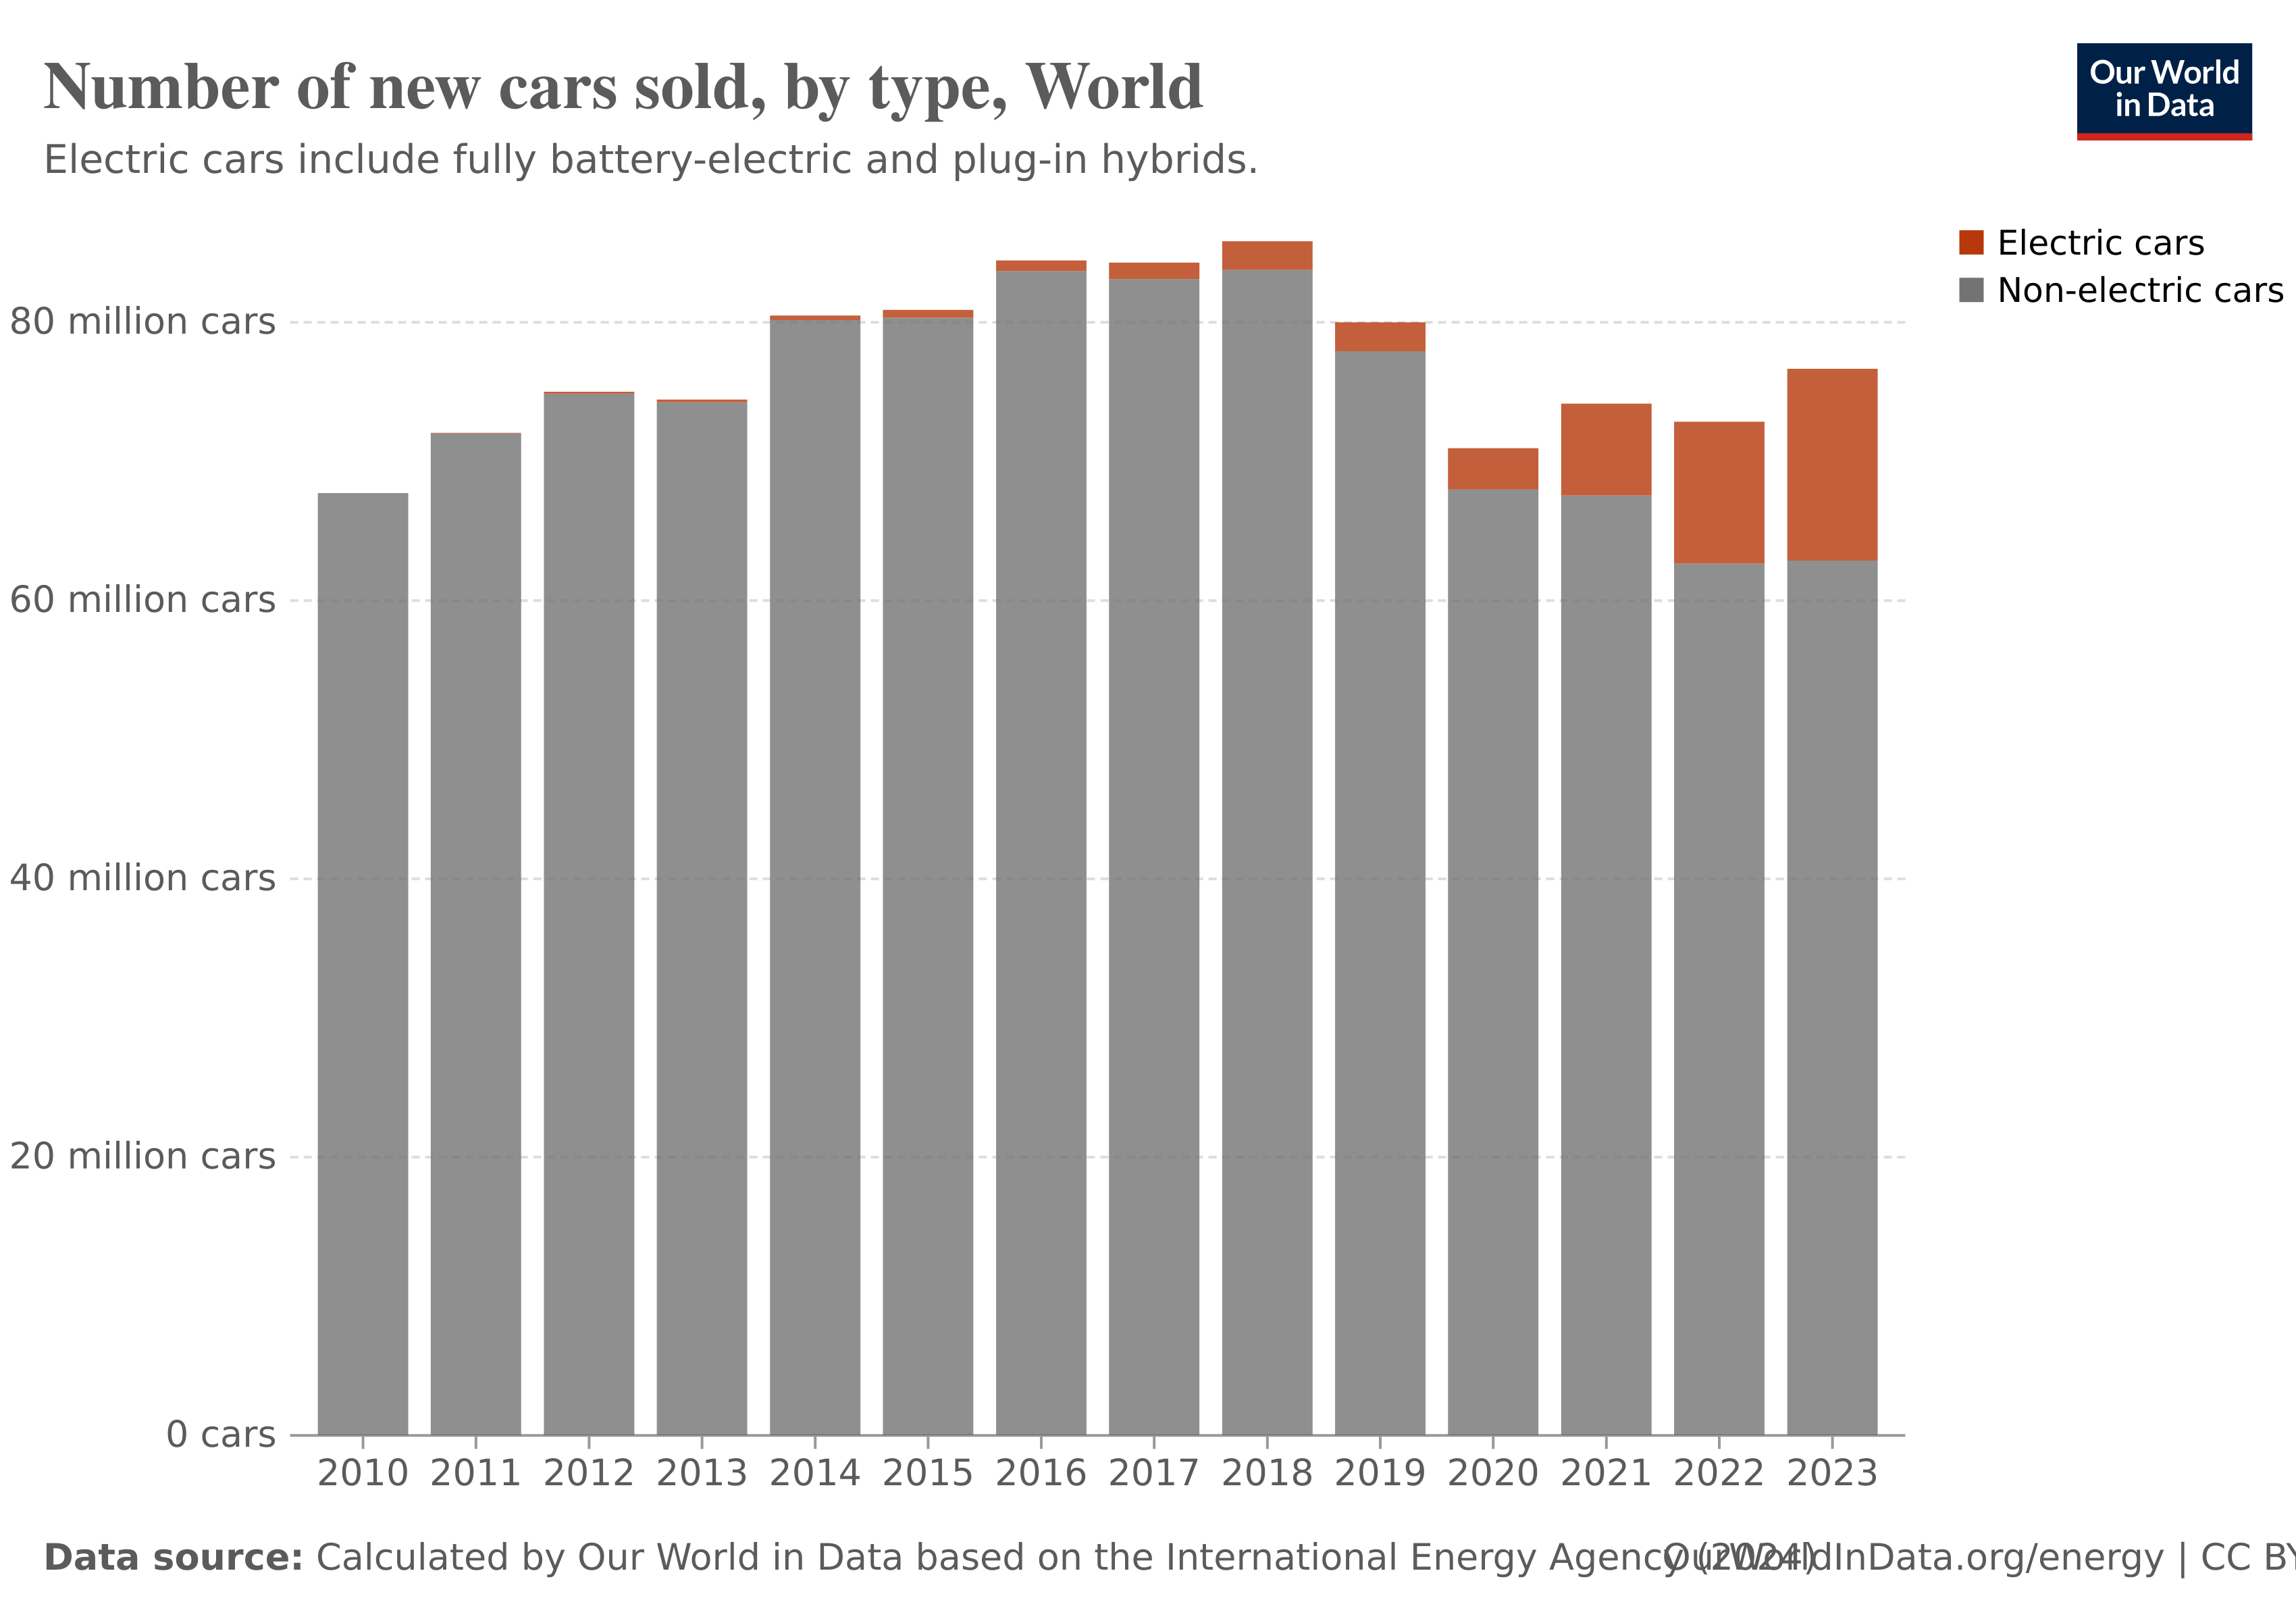 Number of new cars sold, by type, World
Electric cars include fully battery-electric and plug-in hybrids.
Our World
in Data
Electric cars
Non-electric cars
80 million cars
60 million cars
40 million cars
20 million cars
0 cars
2010 2011 2012 2013 2014 2015 2016 2017 2018 2019 2020 2021 2022 2023
Data source: Calculated by Our World in Data based on the International Energy Agency (2024)
OurWorldInData.org/energy | CC BY